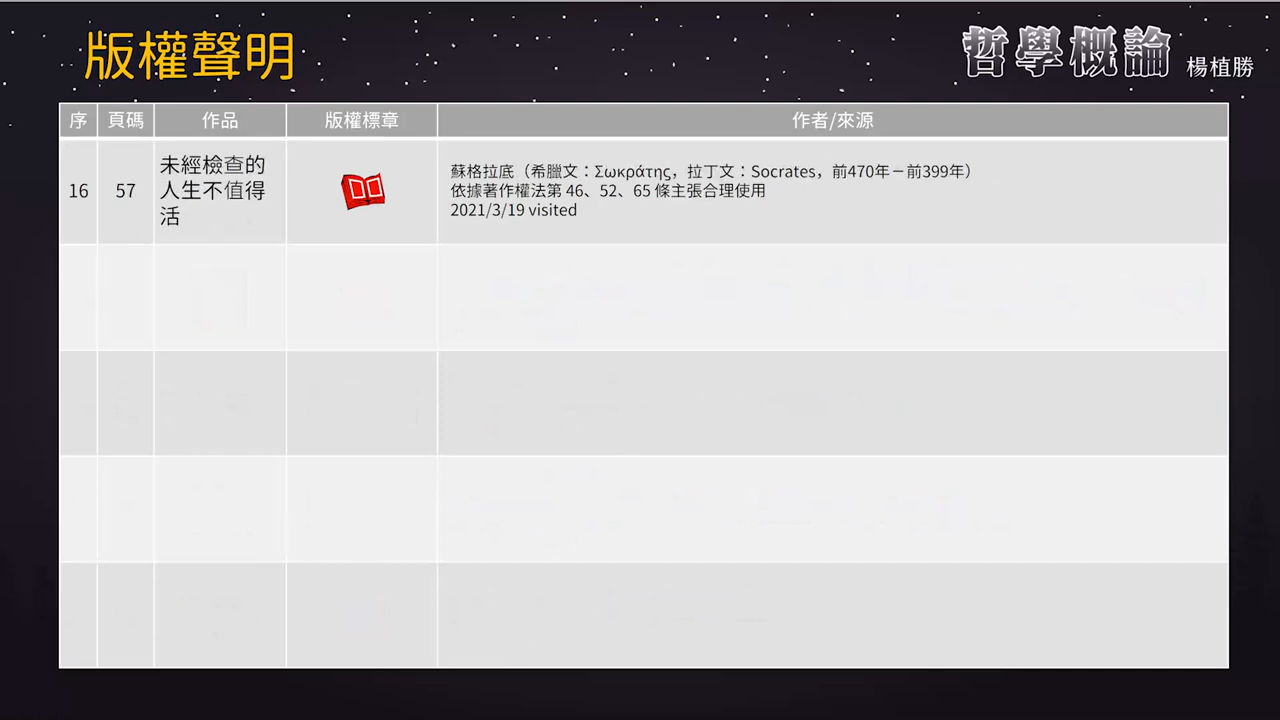 版權聲明
哲學概論 楊植勝
序 頁碼 作品 版權標章 作者/來源
16 57
未經檢查的
人生不值得
活
蘇格拉底（希臘文：Σωκράτης，拉丁文：Socrates，前470年－前399年）
依據著作權法第 46、52、65 條主張合理使用
2021/3/19 visited